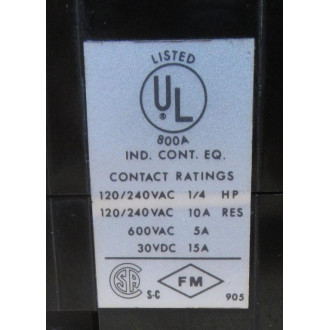 LISTED
UL
800A
IND. CONT. EQ.
CONTACT RATINGS
120/240VAC 1/4 HP
120/240VAC 10A RES
600VAC 5A
30VDC 15A
SA S-C FM 905